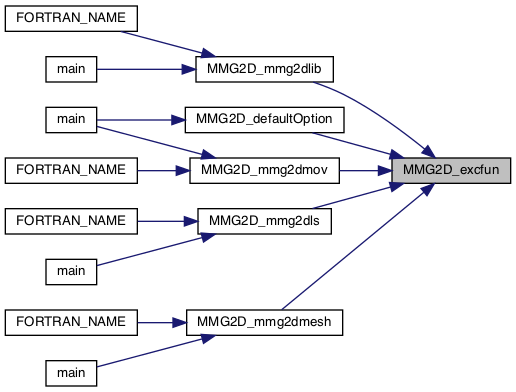 FORTRAN_NAME
main
MMG2D_mmg2dlib
main
MMG2D_defaultOption
FORTRAN_NAME
MMG2D_mmg2dmov
MMG2D_excfun
FORTRAN_NAME
MMG2D_mmg2dls
main
FORTRAN_NAME
MMG2D_mmg2dmesh
main